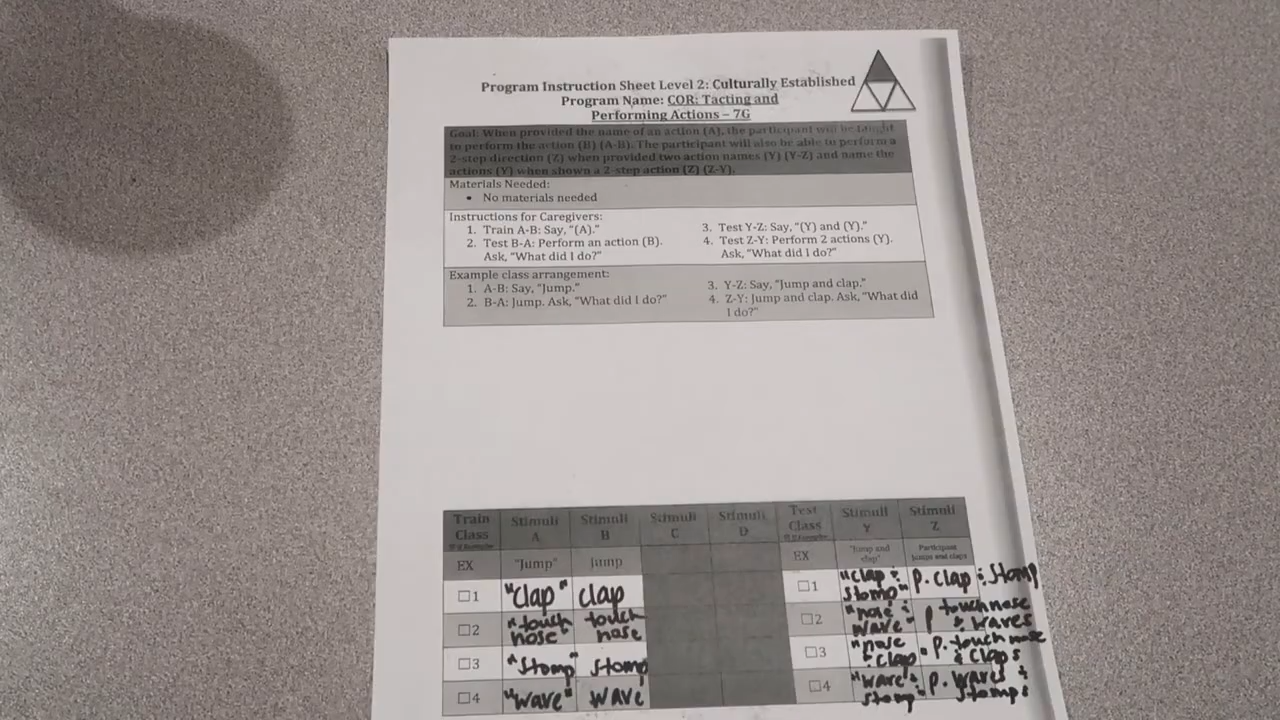 Program Instruction Sheet Level 2: Culturally Established
Program Name: COR: Tacting and
Performing Actions – 7G
Goal: When provided the name of an action (A), the participant will be taught
to perform the action (B) (A-B). The participant will also be able to perform a
2-step direction (Z) when provided two action names (Y) (Y-Z) and name the
actions (Y) when shown a 2-step action (Z) (Z-Y).
Materials Needed:
• No materials needed
Instructions for Caregivers:
1. Train A-B: Say, "(A)."
2. Test B-A: Perform an action (B).
Ask, "What did I do?"
3. Test Y-Z: Say, "(Y) and (Y)."
4. Test Z-Y: Perform 2 actions (Y).
Ask, "What did I do?"
Example class arrangement:
1. A-B: Say, "Jump."
2. B-A: Jump. Ask, "What did I do?"
3. Y-Z: Say, "Jump and clap."
4. Z-Y: Jump and clap. Ask, "What did
I do?"
Train Class Stimuli A Stimuli B Stimuli C Stimuli D Test Class Stimuli Y Stimuli Z
EX "Jump" Jump EX "Jump and clap" Participant jumps and claps
☐1 "Clap" clap ☐1 "clap & stomp" p. clap & stomp
☐2 "touch nose" touch nose ☐2 "nose & wave" p touch nose & waves
☐3 "Stomp" stomp ☐3 "nose & clap" p. touch nose & claps
☐4 "wave" wave ☐4 "wave & stomp" p. waves & stomps